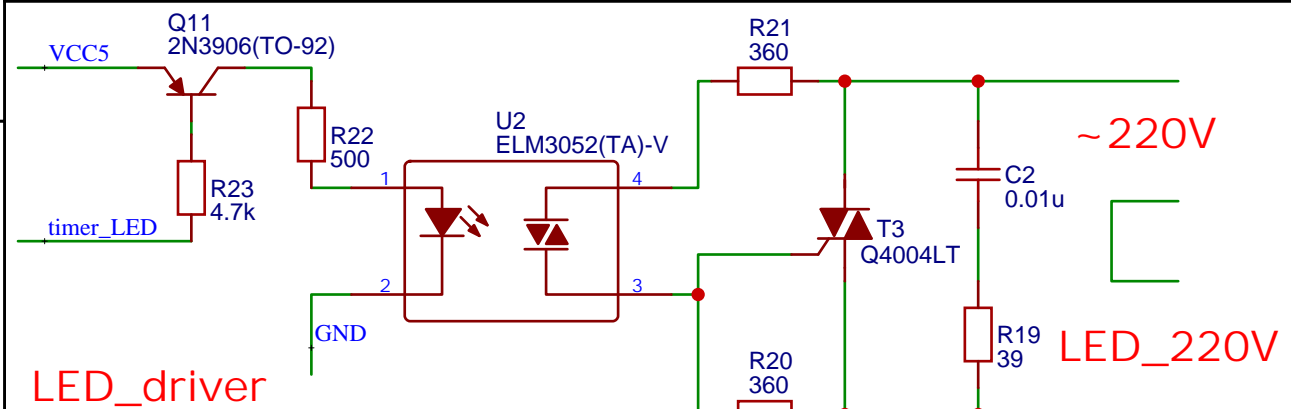 Q11
2N3906(TO-92)
VCC5
R22
500
R23
4.7k
timer_LED
U2
ELM3052(TA)-V
1
2
4
3
GND
LED_driver
R21
360
~220V
C2
0.01u
T3
Q4004LT
R19
39
LED_220V
R20
360